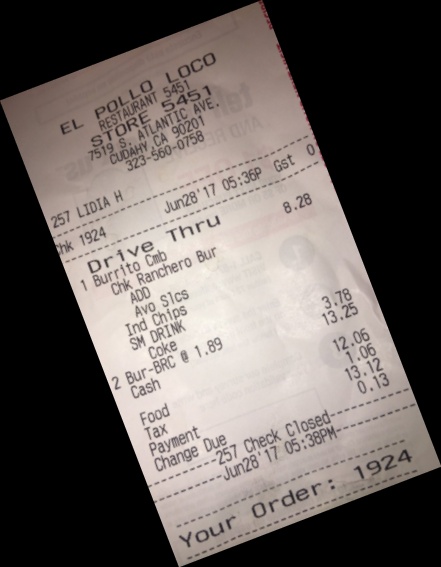 EL POLLO LOCO
RESTAURANT 5451
STORE 5451
7519 S. ATLANTIC AVE.
CUDAHY CA 90201
323-560-0758
257 LIDIA H
Chk 1924 Jun28'17 05:36P Gst 0
Drive Thru
1 Burrito Cmb 8.28
Chk Ranchero Bur
ADD
Avo Slcs
Ind Chips
SM DRINK
Coke
2 Bur-BRC @ 1.89 3.78
Cash 13.25
Food 12.06
Tax 1.06
Payment 13.12
Change Due 0.13
--------257 Check Closed--------
--------Jun28'17 05:38PM--------
Your Order: 1924